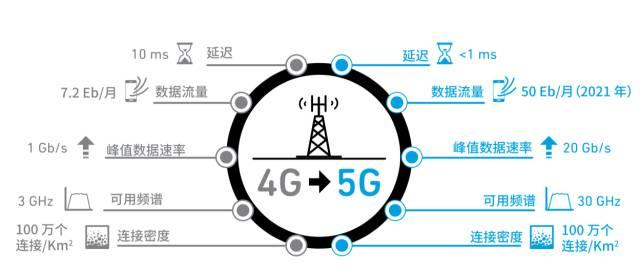 10 ms 延迟
延迟 <1 ms
7.2 Eb/月 数据流量
数据流量 50 Eb/月(2021 年)
1 Gb/s 峰值数据速率
峰值数据速率 20 Gb/s
4G 5G
3 GHz 可用频谱
可用频谱 30 GHz
100 万个
连接/Km² 连接密度
连接密度 100 万个
连接/Km²